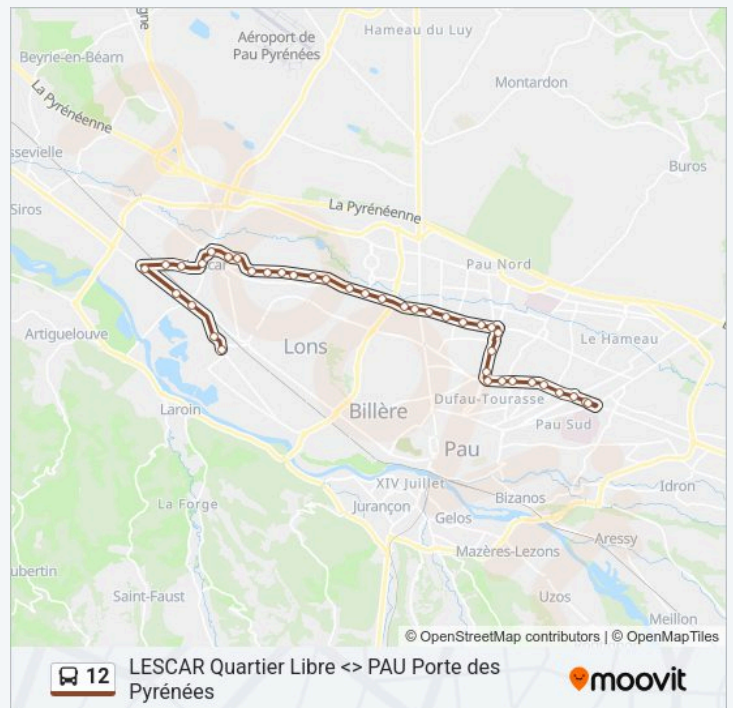 Aéroport de
Pau Pyrénées
Hameau du Luy
Beyrie-en-Béarn
Montardon
La Pyrénéenne
ssevielle
Buros
Siros
La Pyrénéenne
Pau Nord
cal
Artiguelouve
Le Hameau
Lons
Laroin
Billère
Dufau-Tourasse
Pau Sud
Pau
XIV Juillet
Idron
La Forge
Jurançon
Bizanos
Gelos
Aressy
Mazères-Lezons
ubertin
Saint-Faust
Uzos
Meillon
© OpenStreetMap contributors | © OpenMapTiles
12
LESCAR Quartier Libre <> PAU Porte des
Pyrénées
moovit